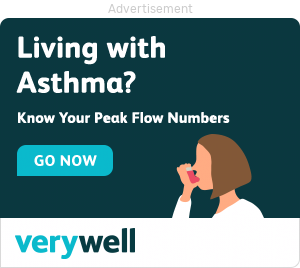 Advertisement
Living with
Asthma?
Know Your Peak Flow Numbers
GO NOW
verywell